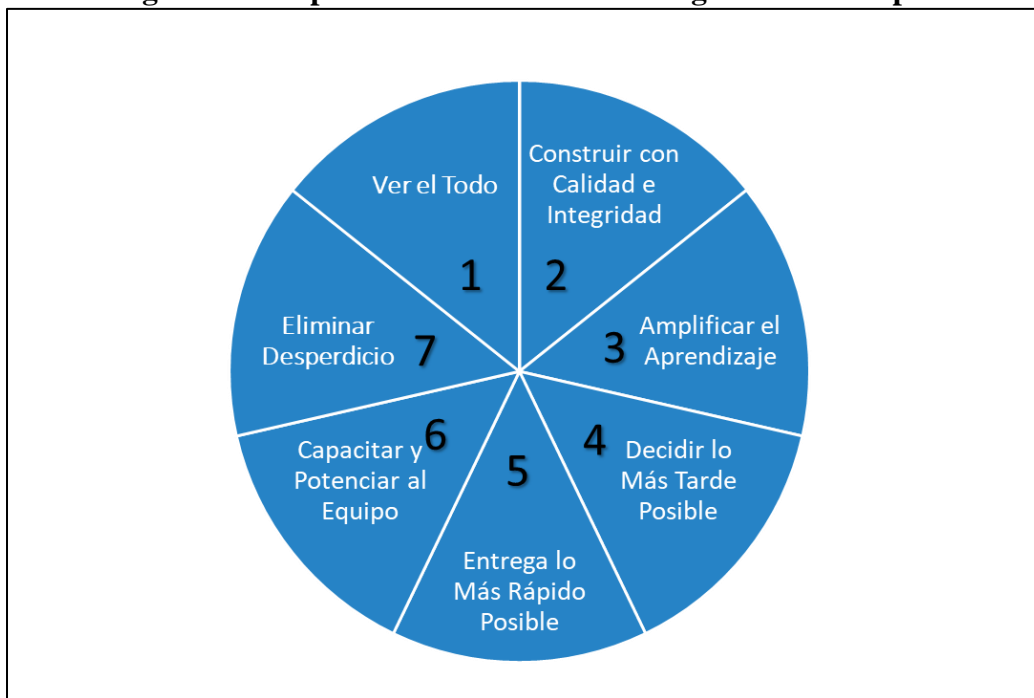 Ver el Todo
1
Construir con
Calidad e
Integridad
2
Amplificar el
Aprendizaje
3
Decidir lo
Más Tarde
Posible
4
Entrega lo
Más Rápido
Posible
5
Capacitar y
Potenciar al
Equipo
6
Eliminar
Desperdicio
7